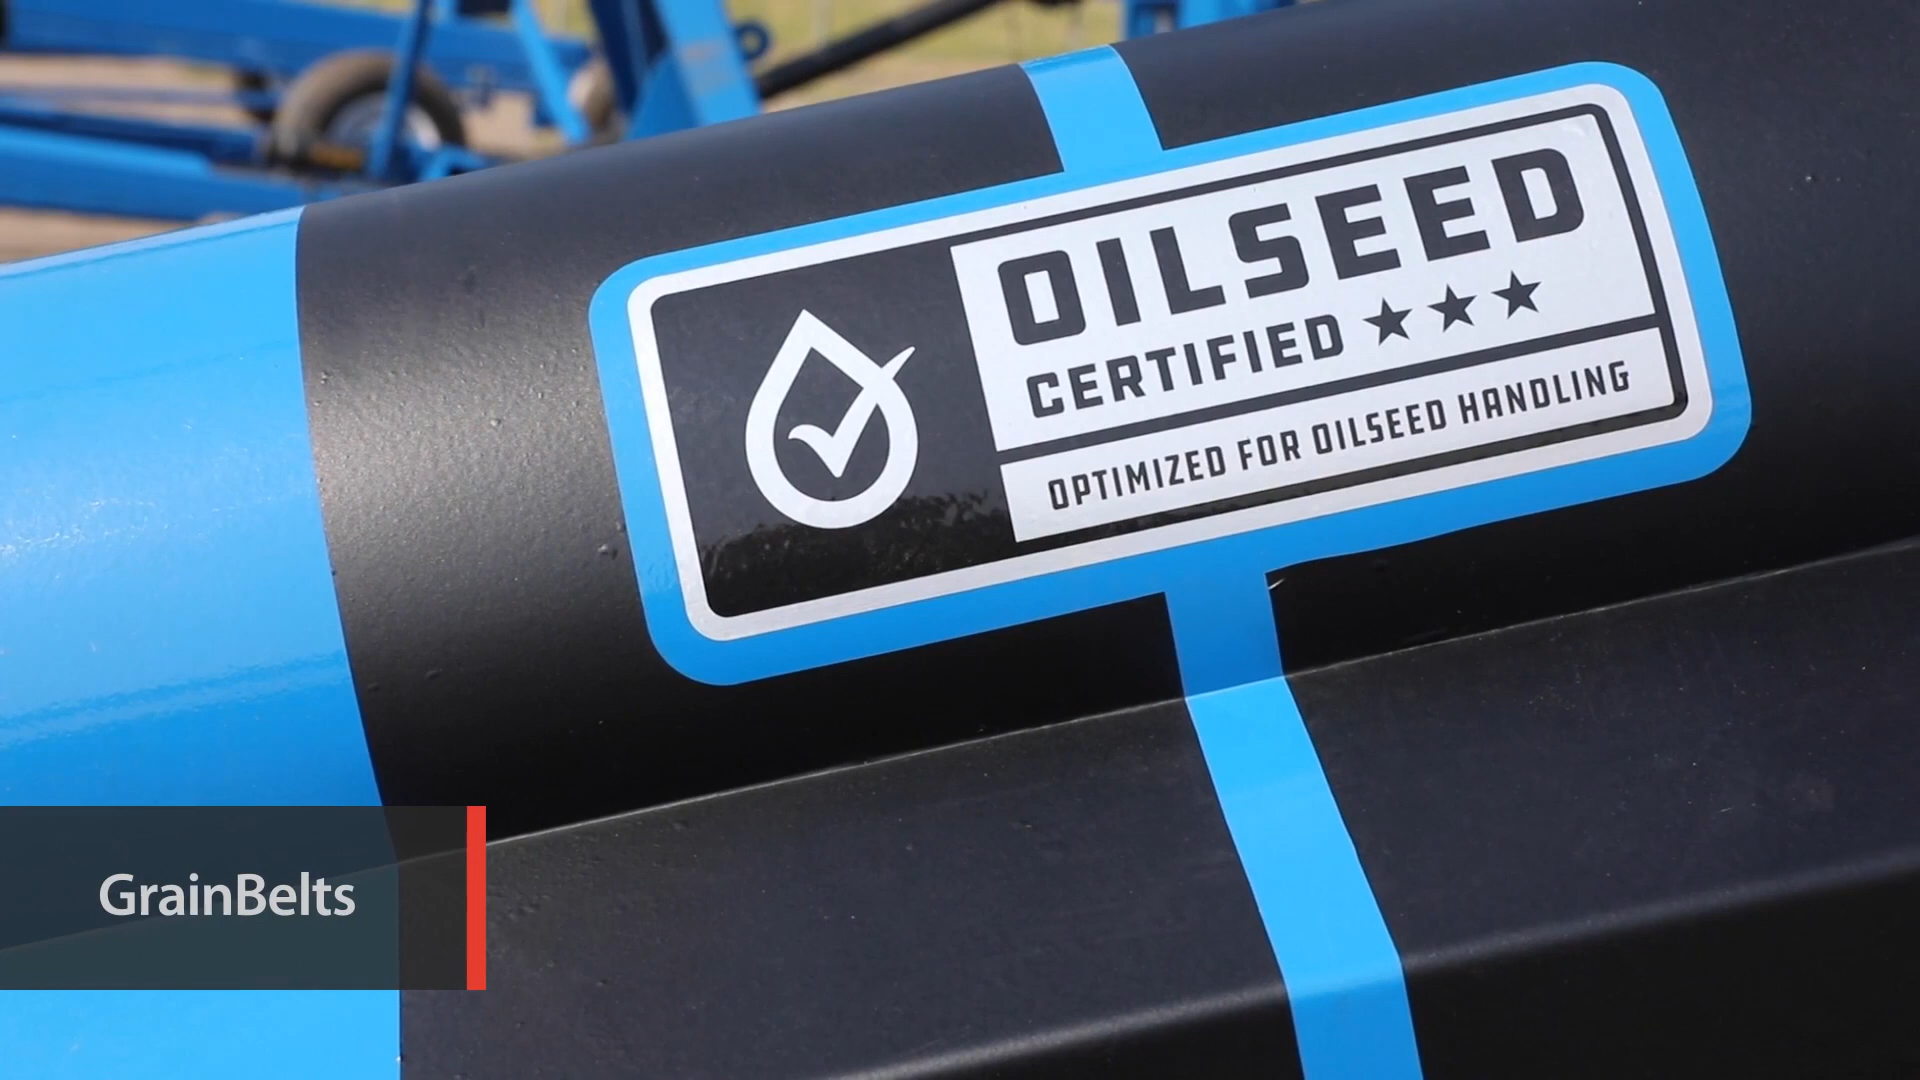 OILSEED
CERTIFIED ★★★
OPTIMIZED FOR OILSEED HANDLING
GrainBelts